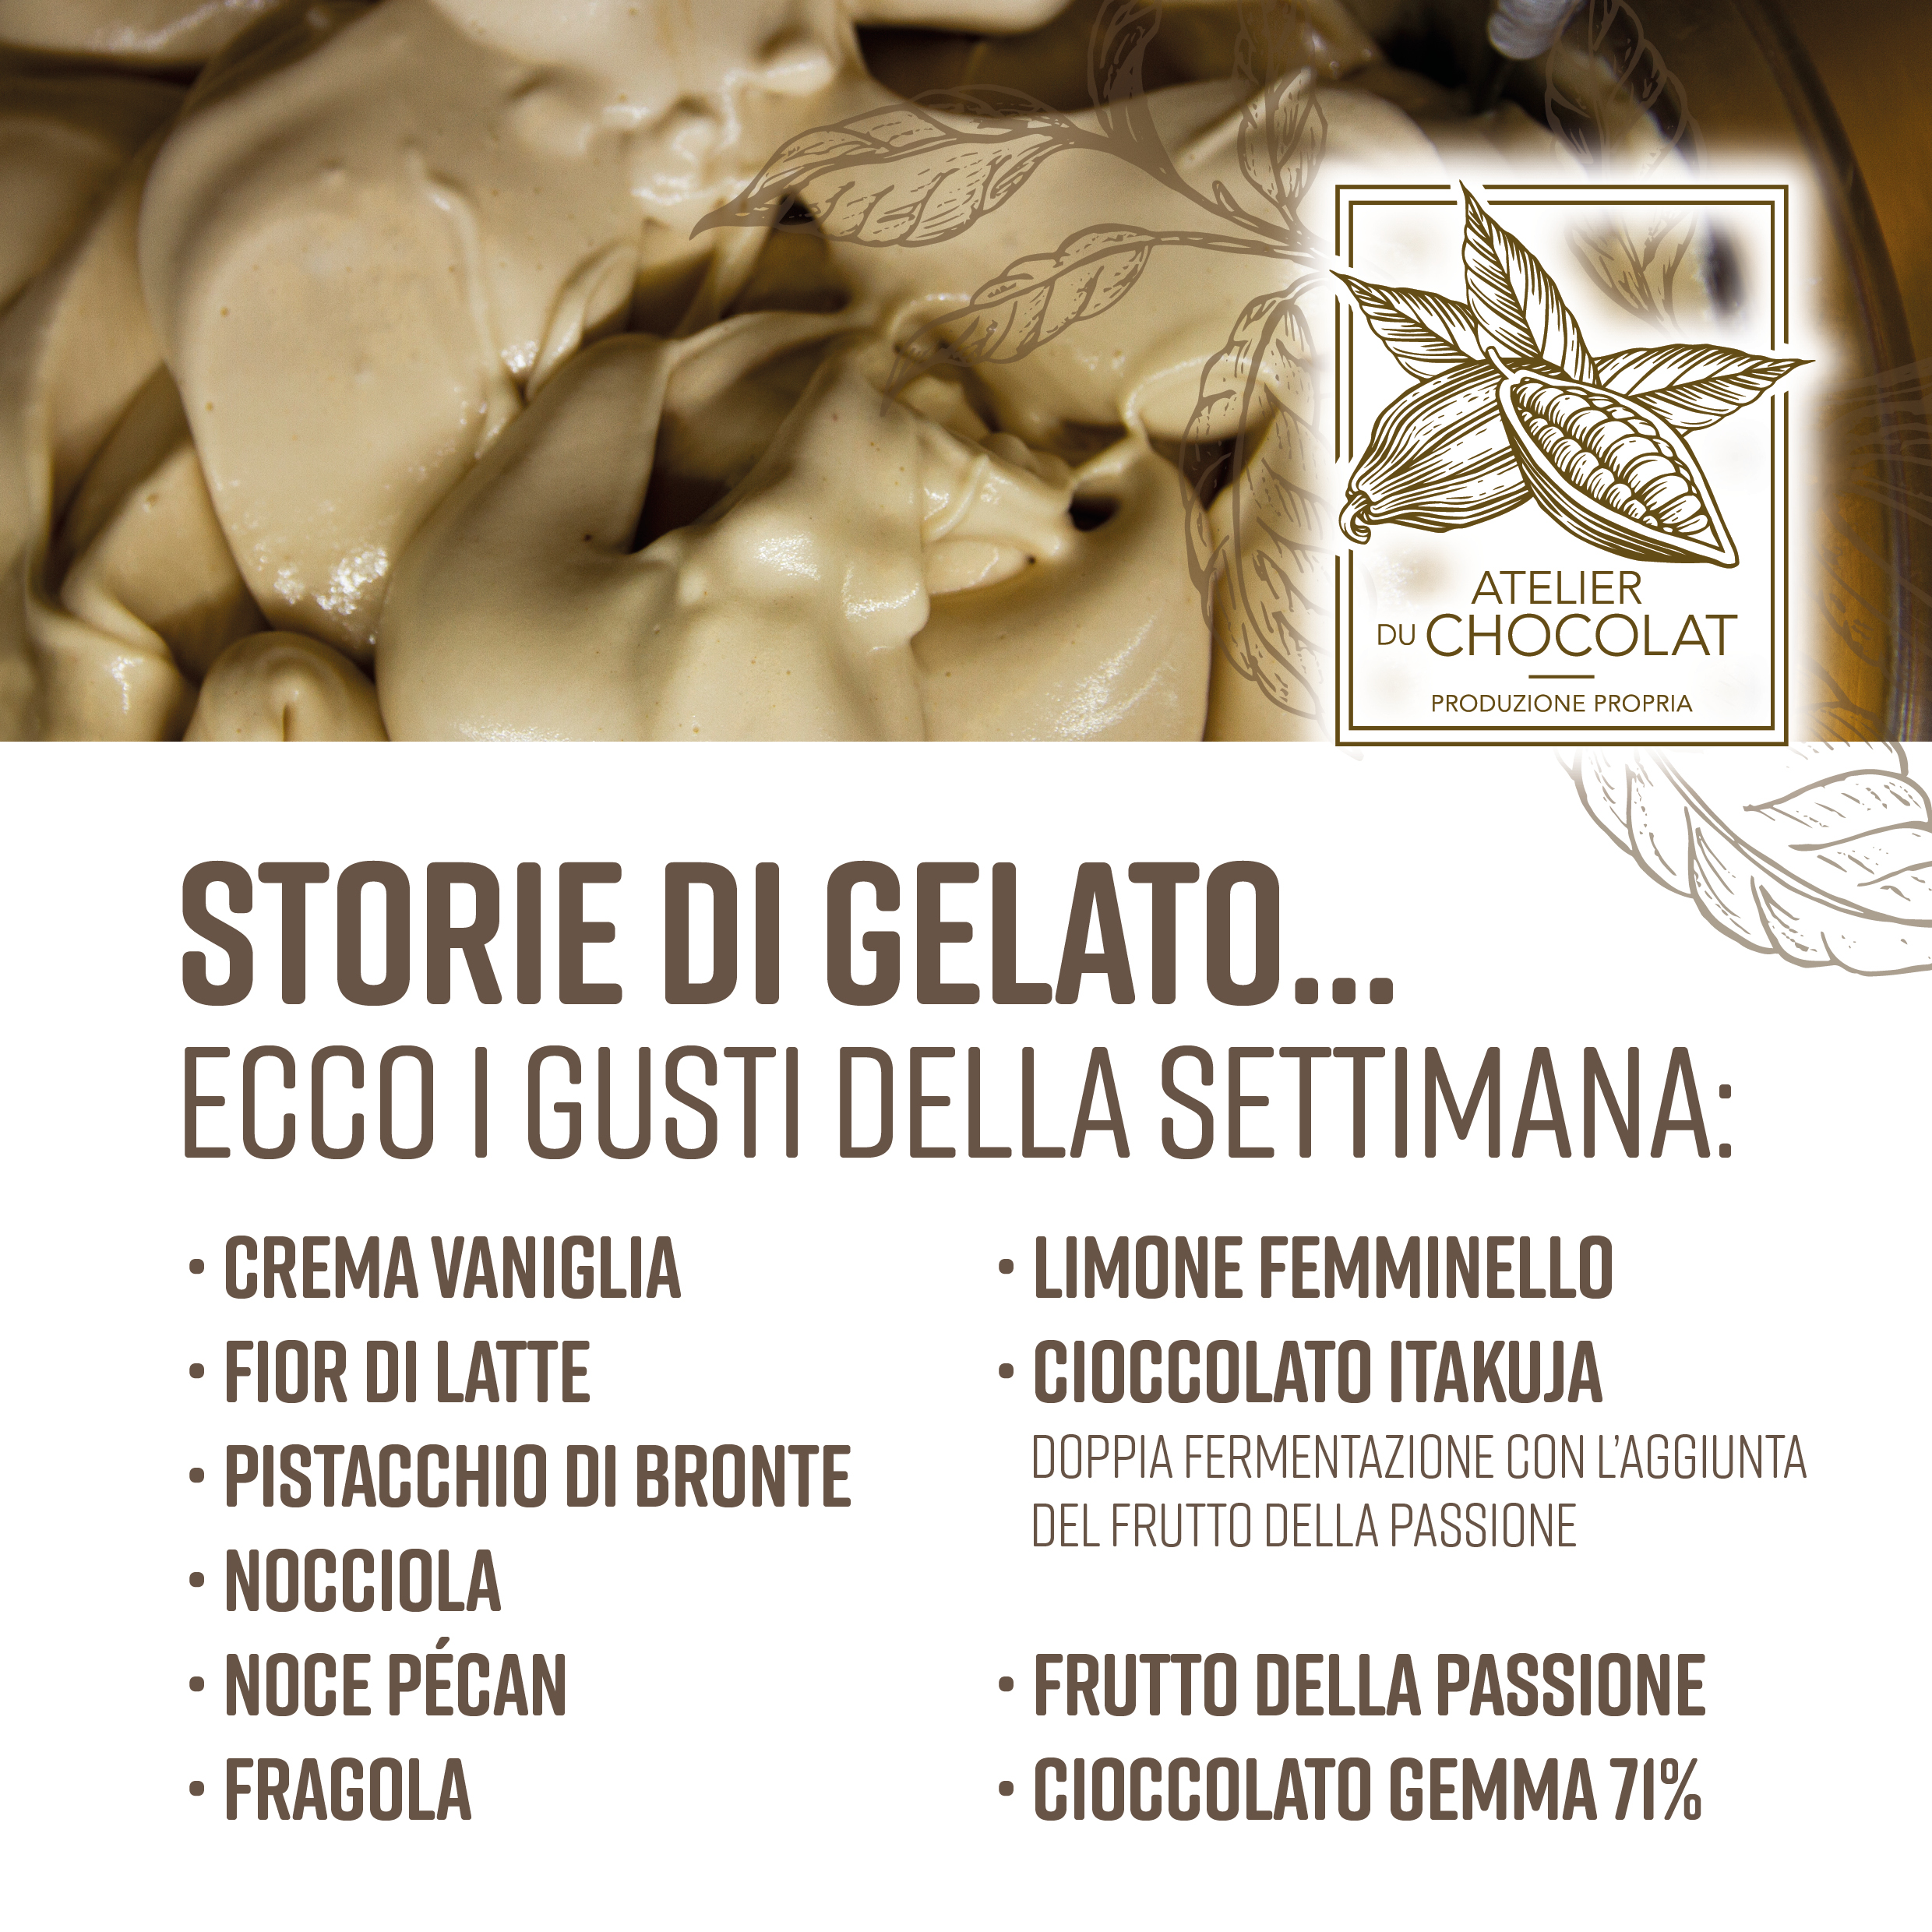 ATELIER
DU CHOCOLAT
PRODUZIONE PROPRIA
STORIE DI GELATO...
ECCO I GUSTI DELLA SETTIMANA:
• CREMA VANIGLIA
• FIOR DI LATTE
• PISTACCHIO DI BRONTE
• NOCCIOLA
• NOCE PÉCAN
• FRAGOLA
• LIMONE FEMMINELLO
• CIOCCOLATO ITAKUJA
DOPPIA FERMENTAZIONE CON L'AGGIUNTA
DEL FRUTTO DELLA PASSIONE
• FRUTTO DELLA PASSIONE
• CIOCCOLATO GEMMA 71%